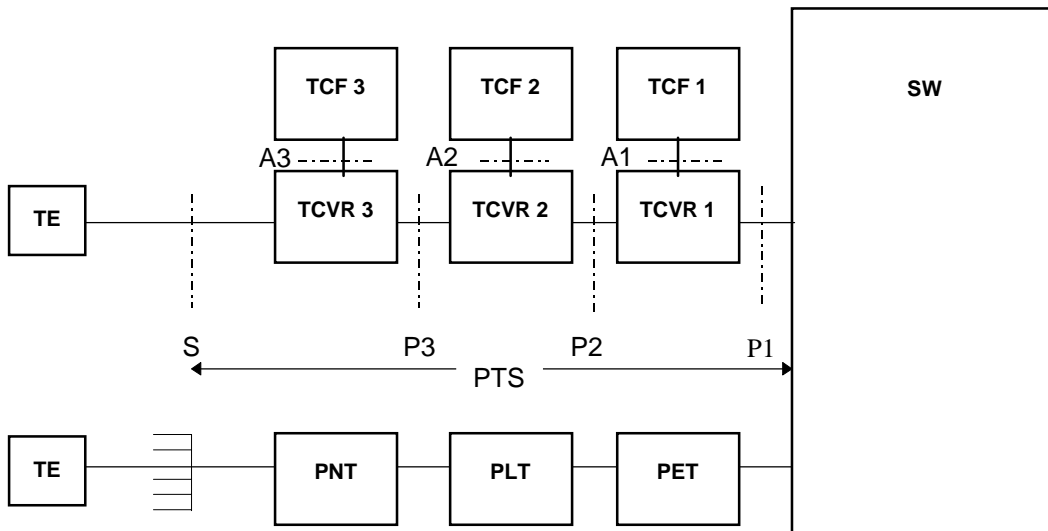 TCF 3
TCF 2
TCF 1
SW
A3
A2
A1
TE
TCVR 3
TCVR 2
TCVR 1
S
P3
P2
P1
PTS
TE
PNT
PLT
PET